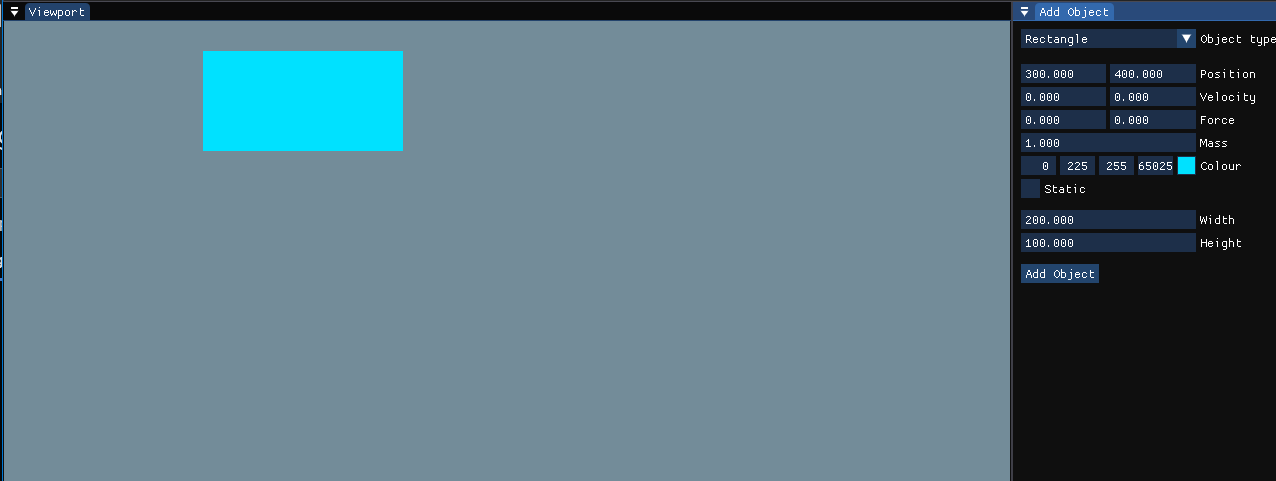 Viewport
Add Object
Rectangle Object type
300.000 400.000 Position
0.000 0.000 Velocity
0.000 0.000 Force
1.000 Mass
0 225 255 65025 Colour
Static
200.000 Width
100.000 Height
Add Object